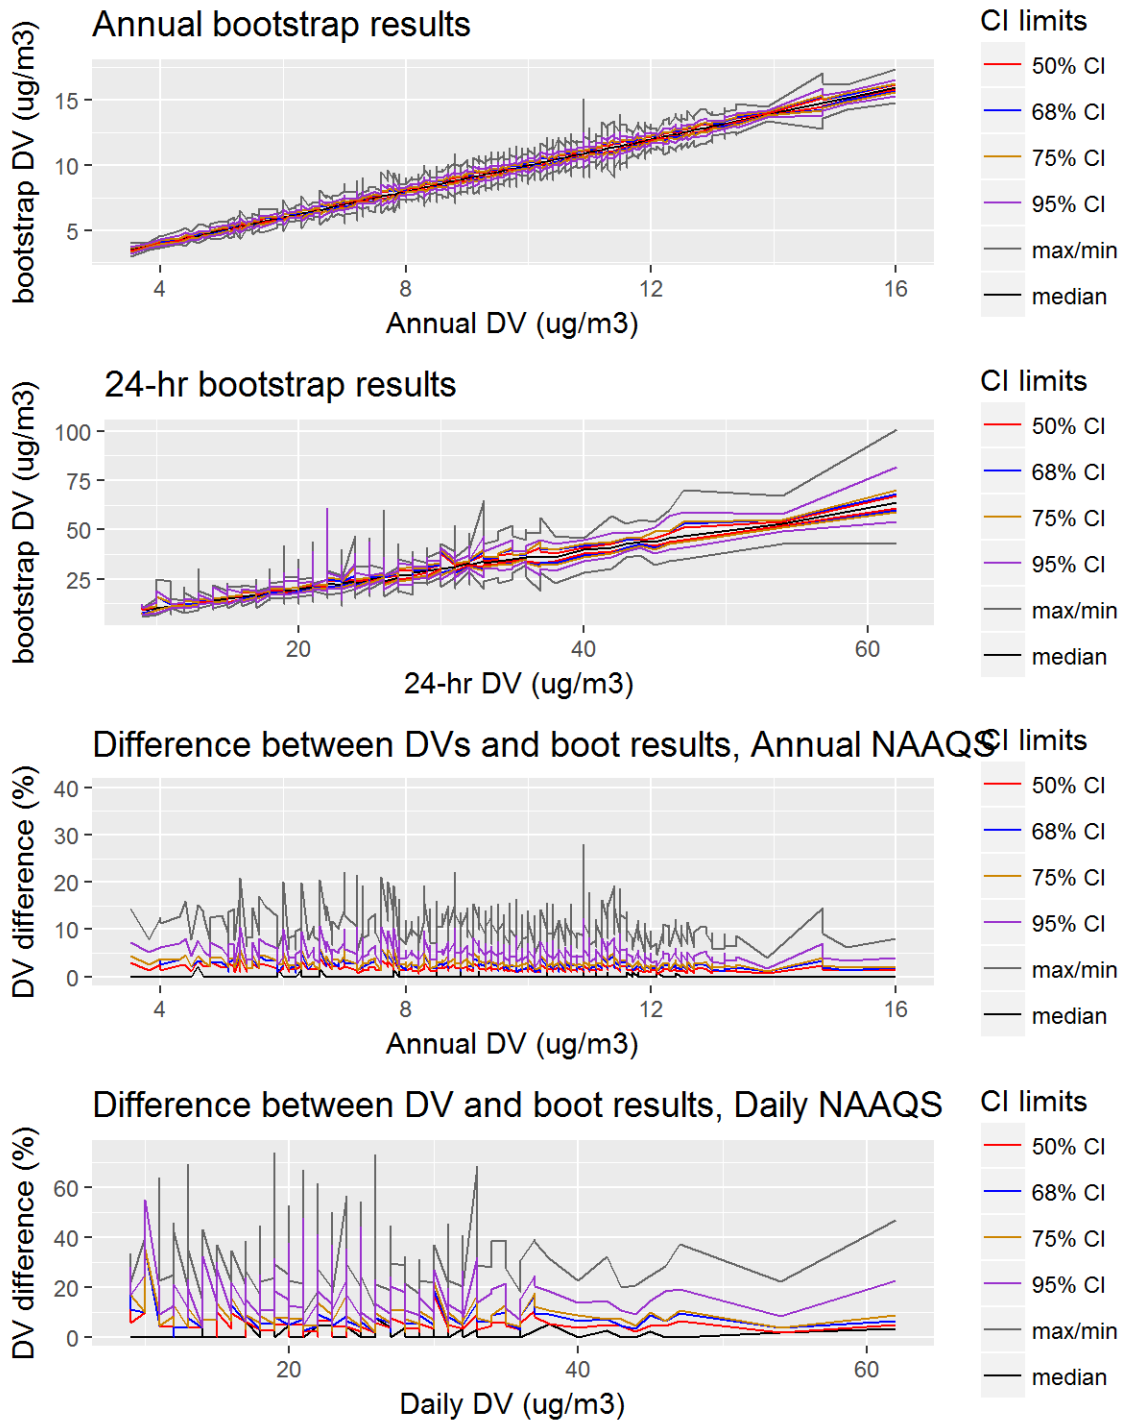 Annual bootstrap results
bootstrap DV (ug/m3)
15
10
5
4
8
12
16
Annual DV (ug/m3)
CI limits
50% CI
68% CI
75% CI
95% CI
max/min
median
24-hr bootstrap results
bootstrap DV (ug/m3)
100
75
50
25
20
40
60
24-hr DV (ug/m3)
CI limits
50% CI
68% CI
75% CI
95% CI
max/min
median
Difference between DVs and boot results, Annual NAAQS
DV difference (%)
40
30
20
10
0
4
8
12
16
Annual DV (ug/m3)
CI limits
50% CI
68% CI
75% CI
95% CI
max/min
median
Difference between DV and boot results, Daily NAAQS
DV difference (%)
60
40
20
0
20
40
60
Daily DV (ug/m3)
CI limits
50% CI
68% CI
75% CI
95% CI
max/min
median